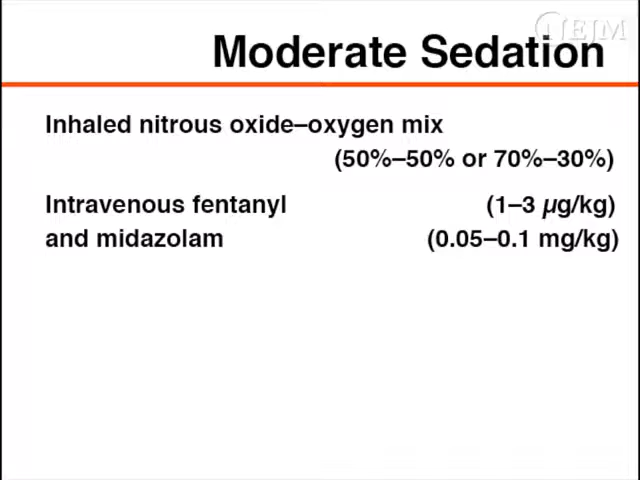 NEJM
Moderate Sedation
Inhaled nitrous oxide–oxygen mix
(50%–50% or 70%–30%)
Intravenous fentanyl (1–3 µg/kg)
and midazolam (0.05–0.1 mg/kg)